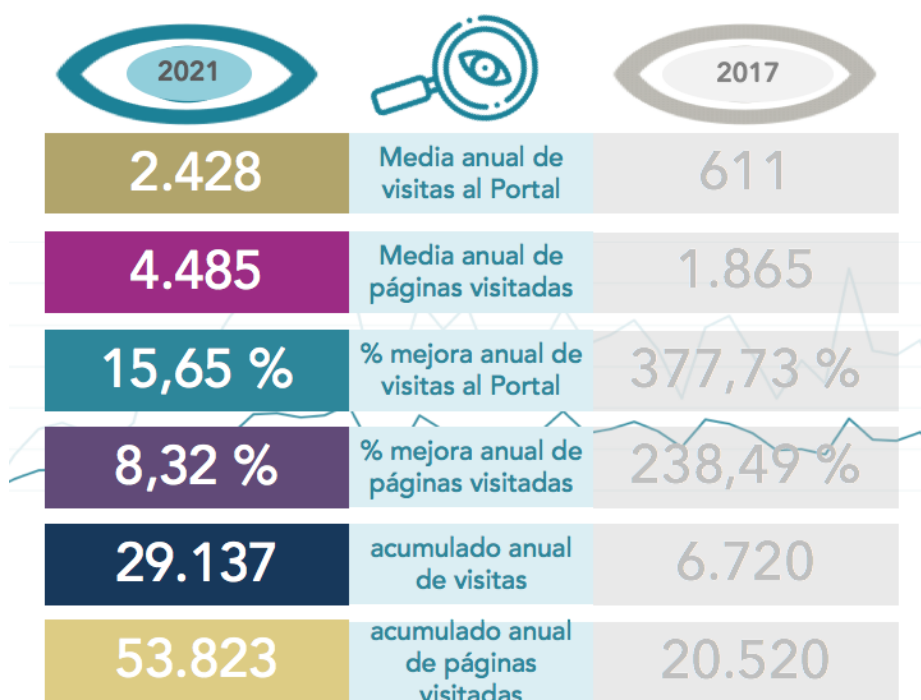 2021
2017
2.428
Media anual de
visitas al Portal
611
4.485
Media anual de
páginas visitadas
1.865
15,65 %
% mejora anual de
visitas al Portal
377,73 %
8,32 %
% mejora anual de
páginas visitadas
238,49 %
29.137
acumulado anual
de visitas
6.720
53.823
acumulado anual
de páginas
visitadas
20.520